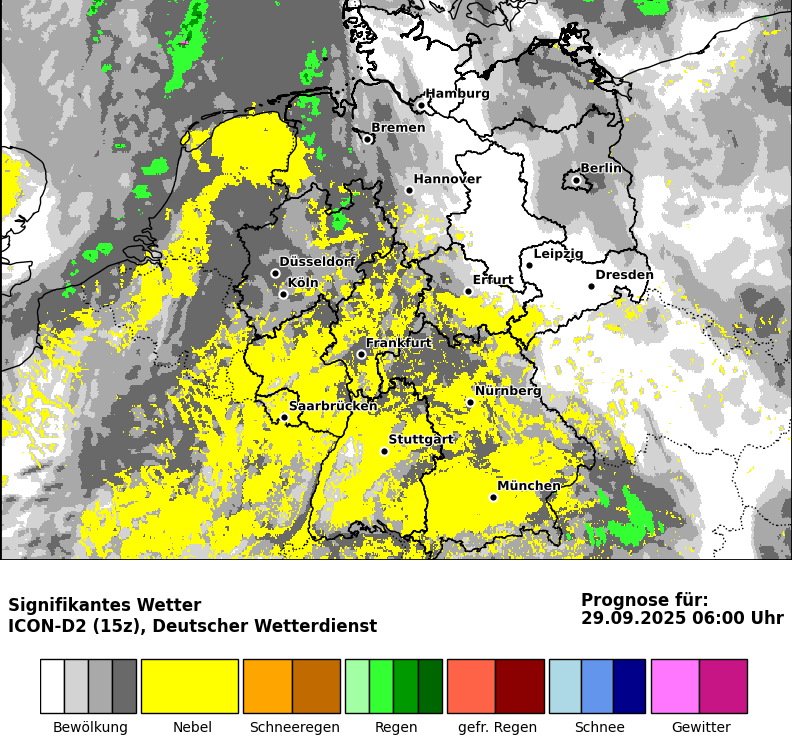 Hamburg
Bremen
Berlin
Hannover
Leipzig
Düsseldorf
Dresden
Köln
Erfurt
Frankfurt
Nürnberg
Saarbrücken
Stuttgart
München
Signifikantes Wetter
ICON-D2 (15z), Deutscher Wetterdienst
Prognose für:
29.09.2025 06:00 Uhr
Bewölkung Nebel Schneeregen Regen gefr. Regen Schnee Gewitter